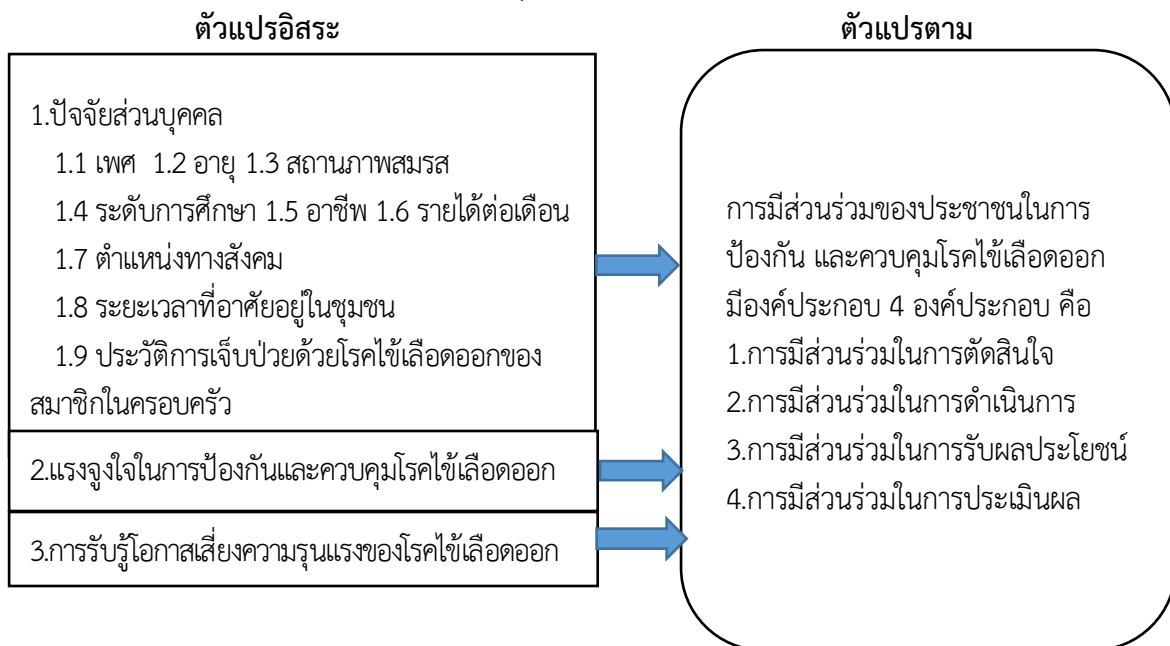 ตัวแปรอิสระ
1.ปัจจัยส่วนบุคคล
1.1 เพศ 1.2 อายุ 1.3 สถานภาพสมรส
1.4 ระดับการศึกษา 1.5 อาชีพ 1.6 รายได้ต่อเดือน
1.7 ตำแหน่งทางสังคม
1.8 ระยะเวลาที่อาศัยอยู่ในชุมชน
1.9 ประวัติการเจ็บป่วยด้วยโรคไข้เลือดออกของ
สมาชิกในครอบครัว
2.แรงจูงใจในการป้องกันและควบคุมโรคไข้เลือดออก
3.การรับรู้โอกาสเสี่ยงความรุนแรงของโรคไข้เลือดออก
ตัวแปรตาม
การมีส่วนร่วมของประชาชนในการ
ป้องกัน และควบคุมโรคไข้เลือดออก
มีองค์ประกอบ 4 องค์ประกอบ คือ
1.การมีส่วนร่วมในการตัดสินใจ
2.การมีส่วนร่วมในการดำเนินการ
3.การมีส่วนร่วมในการรับผลประโยชน์
4.การมีส่วนร่วมในการประเมินผล